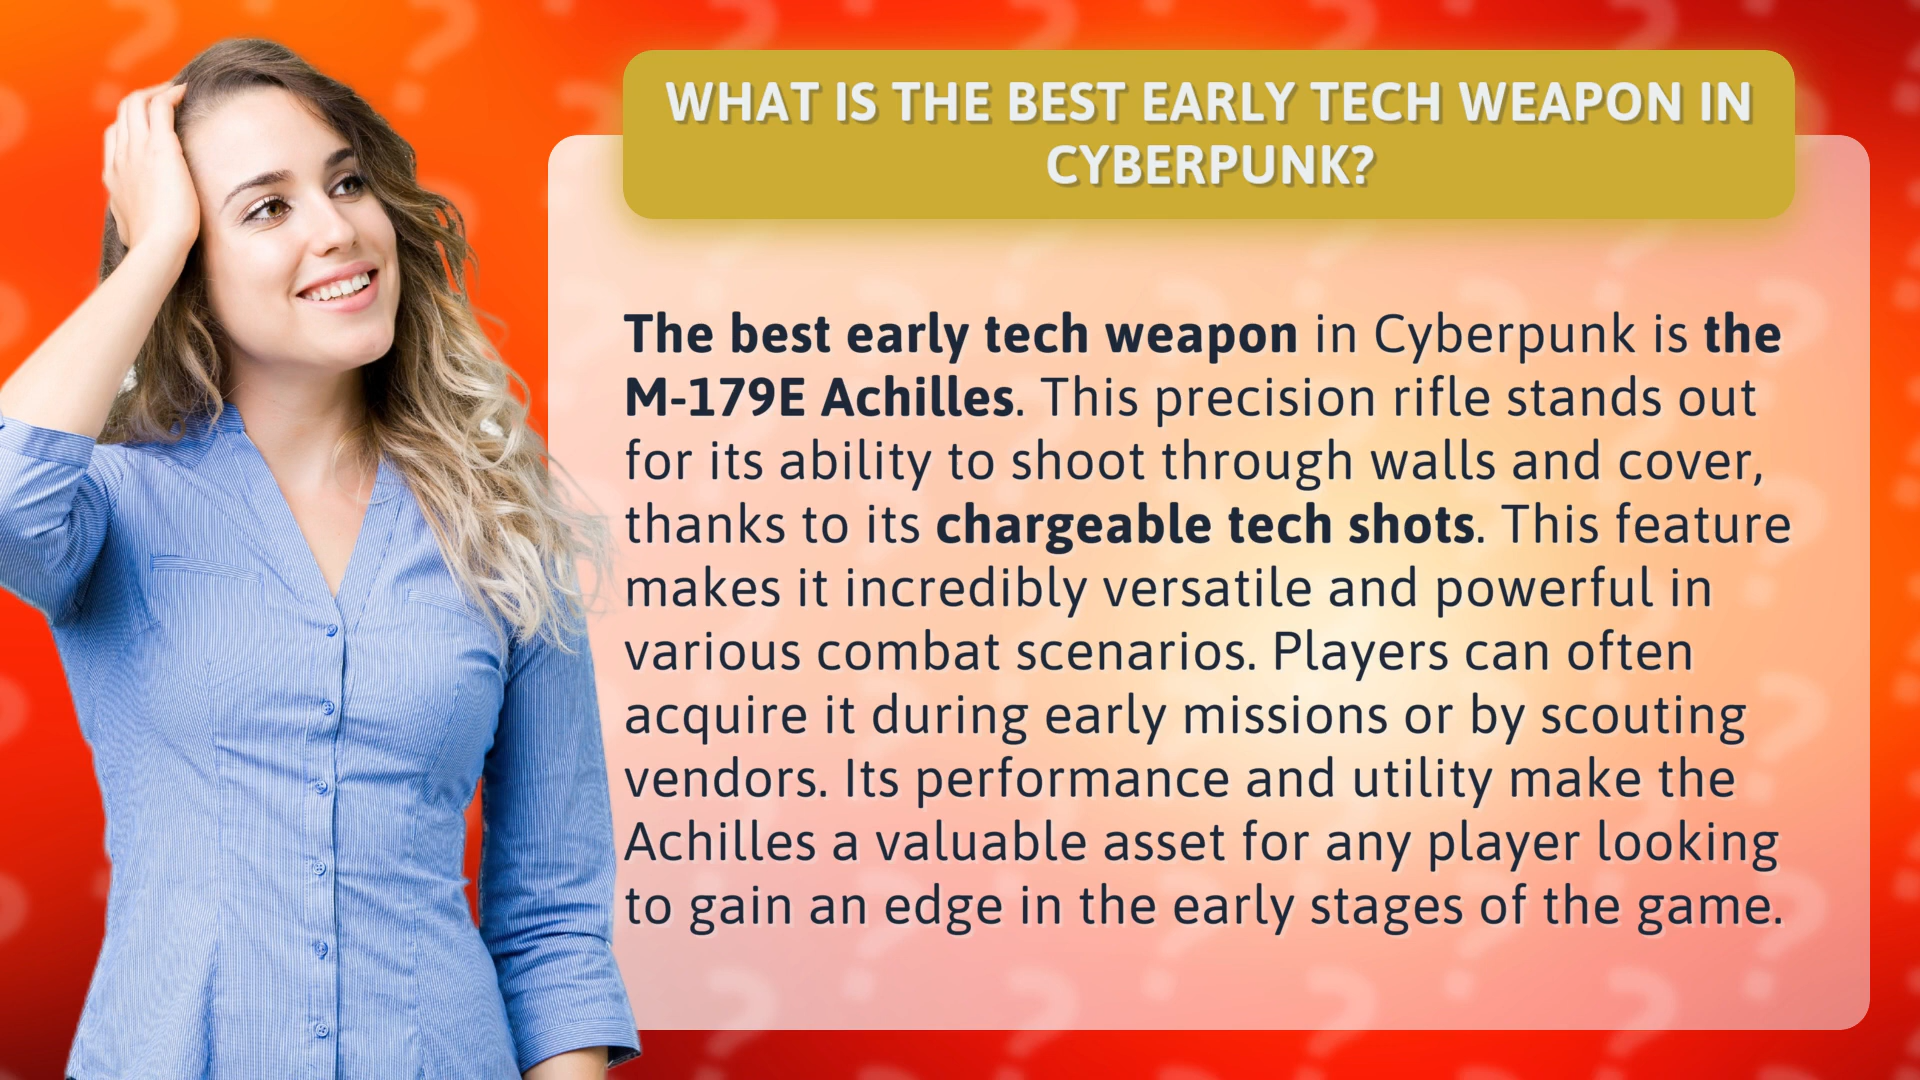 WHAT IS THE BEST EARLY TECH WEAPON IN
CYBERPUNK?
The best early tech weapon in Cyberpunk is the
M-179E Achilles. This precision rifle stands out
for its ability to shoot through walls and cover,
thanks to its chargeable tech shots. This feature
makes it incredibly versatile and powerful in
various combat scenarios. Players can often
acquire it during early missions or by scouting
vendors. Its performance and utility make the
Achilles a valuable asset for any player looking
to gain an edge in the early stages of the game.